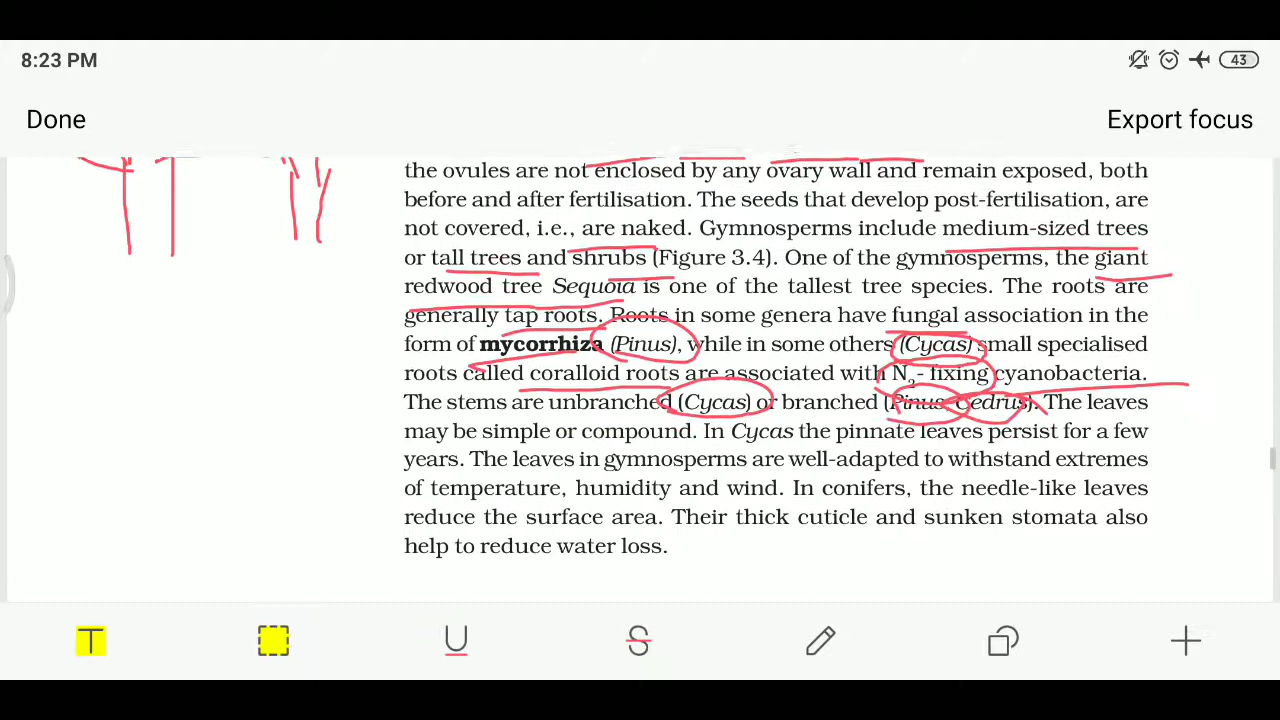 8:23 PM
43
Done
Export focus
the ovules are not enclosed by any ovary wall and remain exposed, both
before and after fertilisation. The seeds that develop post-fertilisation, are
not covered, i.e., are naked. Gymnosperms include medium-sized trees
or tall trees and shrubs (Figure 3.4). One of the gymnosperms, the giant
redwood tree Sequoia is one of the tallest tree species. The roots are
generally tap roots. Roots in some genera have fungal association in the
form of mycorrhiza (Pinus), while in some others (Cycas) small specialised
roots called coralloid roots are associated with N2- fixing cyanobacteria.
The stems are unbranched (Cycas) or branched (Pinus, Cedrus). The leaves
may be simple or compound. In Cycas the pinnate leaves persist for a few
years. The leaves in gymnosperms are well-adapted to withstand extremes
of temperature, humidity and wind. In conifers, the needle-like leaves
reduce the surface area. Their thick cuticle and sunken stomata also
help to reduce water loss.
T
U
S